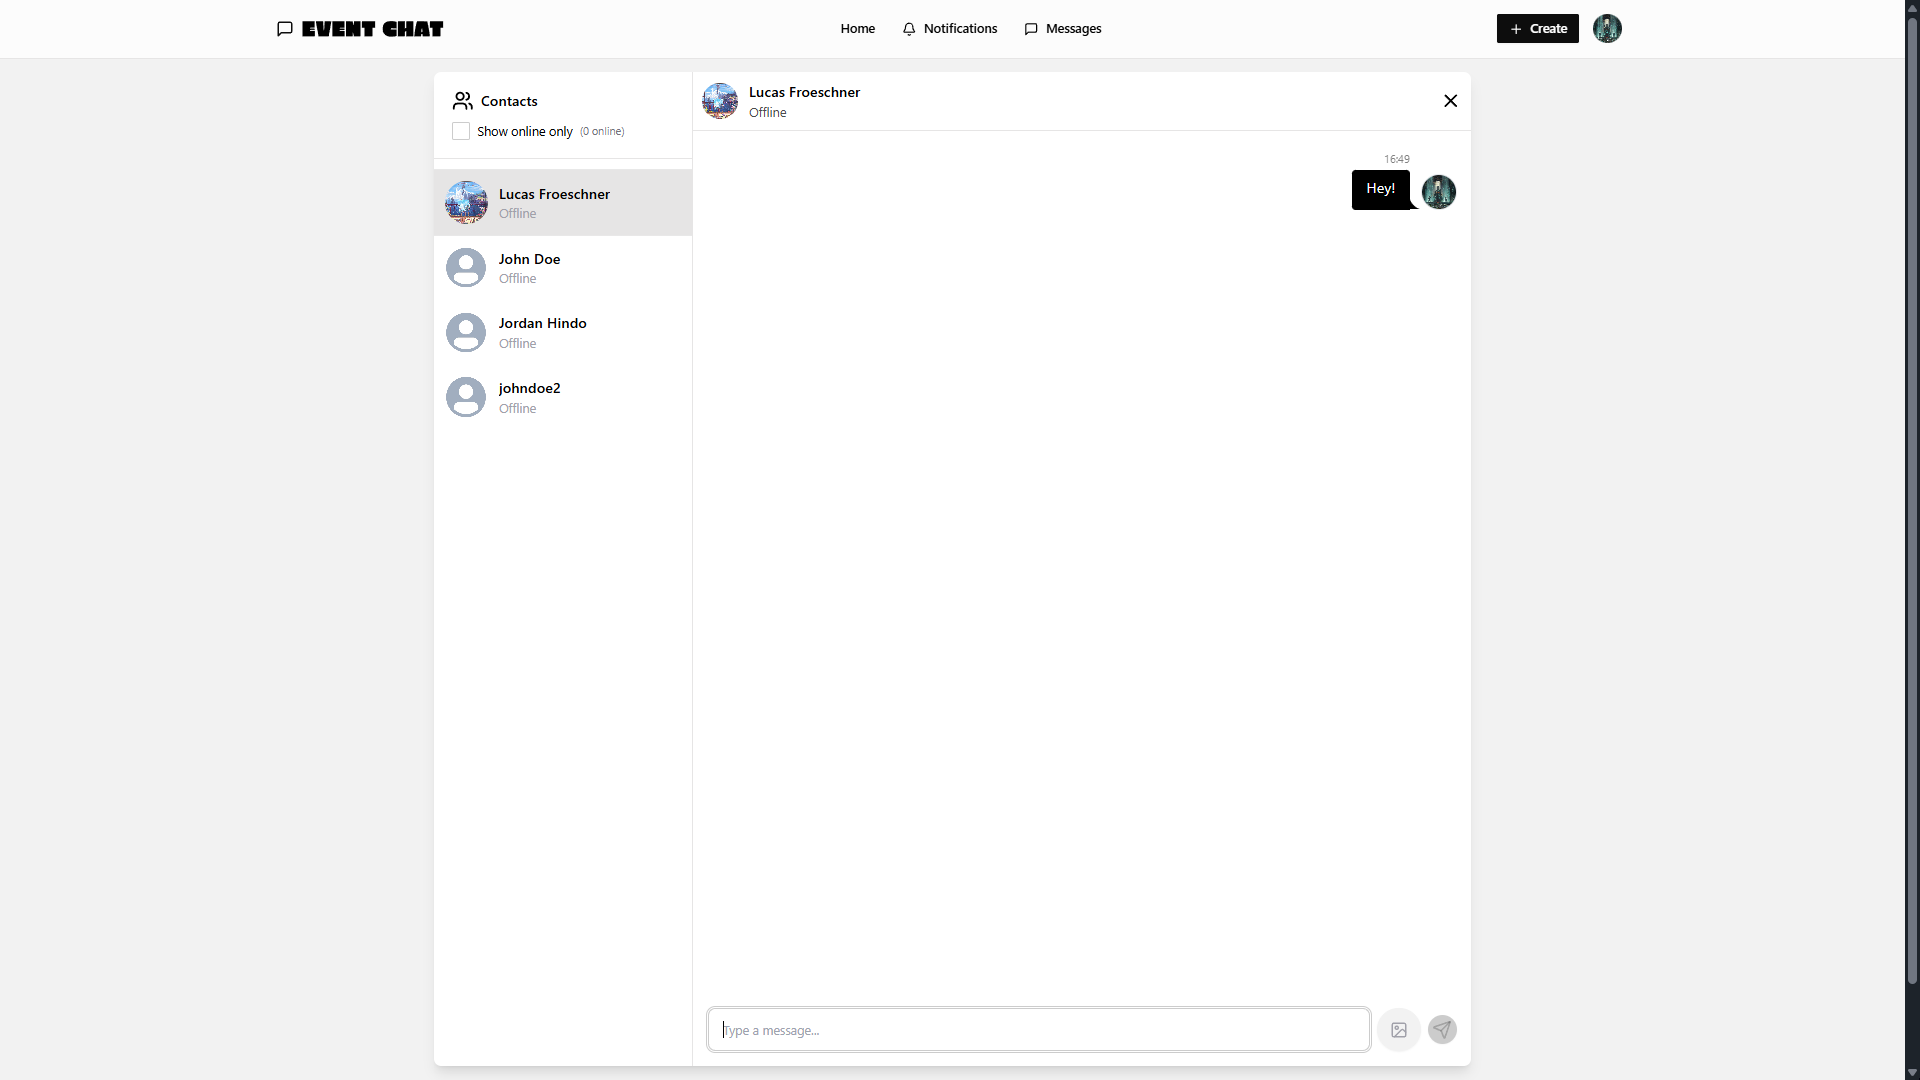 EVENT CHAT
Home
Notifications
Messages
+ Create
Contacts
Show online only (0 online)
Lucas Froeschner
Offline
John Doe
Offline
Jordan Hindo
Offline
johndoe2
Offline
Lucas Froeschner
Offline
16:49
Hey!
Type a message...